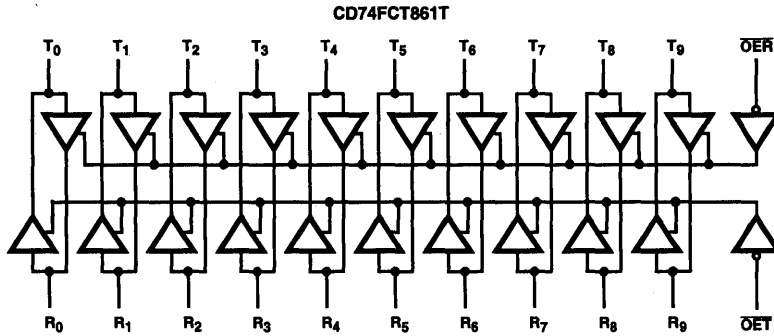 CD74FCT861T
T0 T1 T2 T3 T4 T5 T6 T7 T8 T9 OER
R0 R1 R2 R3 R4 R5 R6 R7 R8 R9 OET